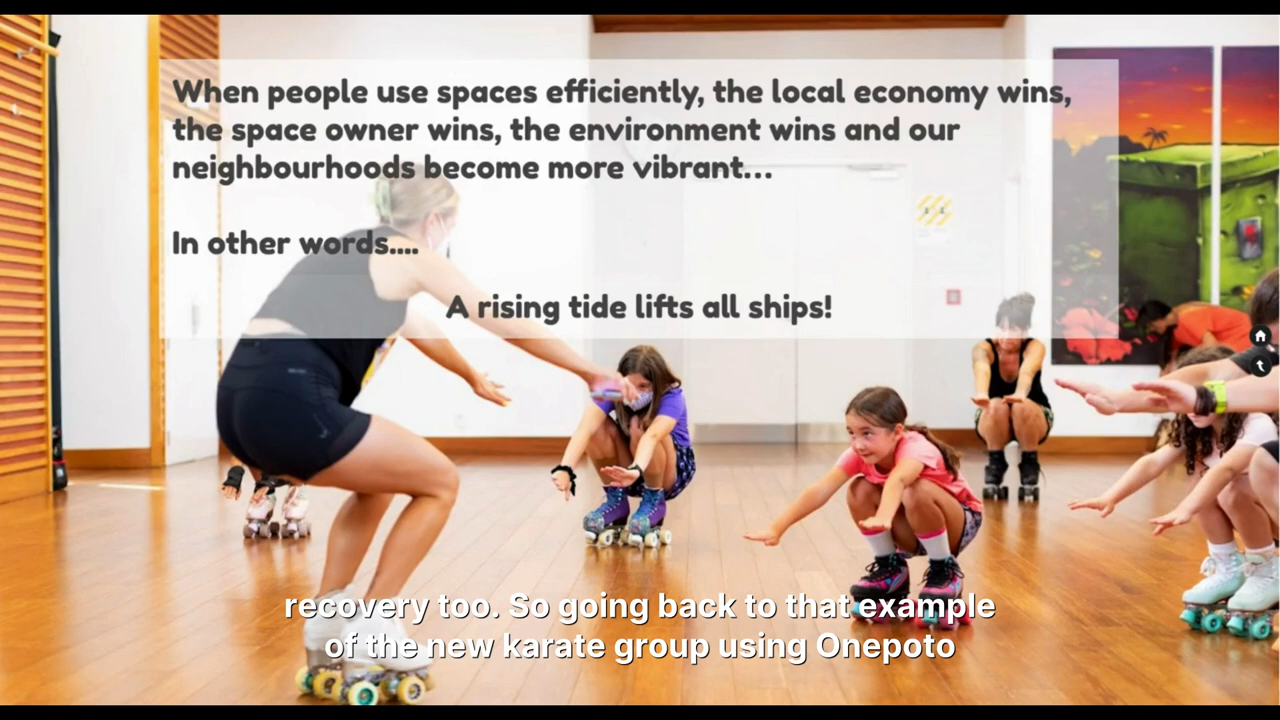 When people use spaces efficiently, the local economy wins,
the space owner wins, the environment wins and our
neighbourhoods become more vibrant...
In other words....
A rising tide lifts all ships!
recovery too. So going back to that example
of the new karate group using Onepoto